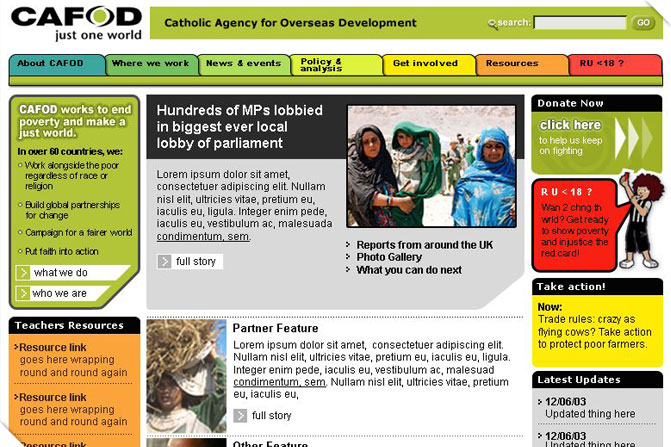 CAFOD
just one world
Catholic Agency for Overseas Development
search:
GO
About CAFOD
Where we work
News & events
Policy &
analysis
Get involved
Resources
RU <18 ?
CAFOD works to end
poverty and make a
just world.
In over 60 countries, we:
Work alongside the poor
regardless of race or
religion
Build global partnerships
for change
Campaign for a fairer world
Put faith into action
> what we do
> who we are
Teachers Resources
>Resource link
goes here wrapping
round and round again
>Resource link
goes here wrapping
round and round again
>Resource link
Hundreds of MPs lobbied
in biggest ever local
lobby of parliament
Lorem ipsum dolor sit amet,
consectetuer adipiscing elit. Nullam
nisl elit, ultricies vitae, pretium eu,
iaculis eu, ligula. Integer enim pede,
iaculis eu, vestibulum ac, malesuada
condimentum, sem.
> full story
Reports from around the UK
Photo Gallery
What you can do next
Partner Feature
Lorem ipsum dolor sit amet, consectetuer adipiscing elit.
Nullam nisl elit, ultricies vitae, pretium eu, iaculis eu, ligula.
Integer enim pede, iaculis eu, vestibulum ac, malesuad
condimentum, sem. Nullam nisl elit, ultricies vitae, pretium
eu, iaculis eu,
> full story
Other Feature
Donate Now
click here
to help us keep
on fighting
R U < 18 ?
Wan 2 chng th
wrld? Get ready
to show poverty
and injustice the
red card!
Take action!
Now:
Trade rules: crazy as
flying cows? Take action
to protect poor farmers.
Latest Updates
> 12/06/03
Updated thing here
> 12/06/03
Updated thing here